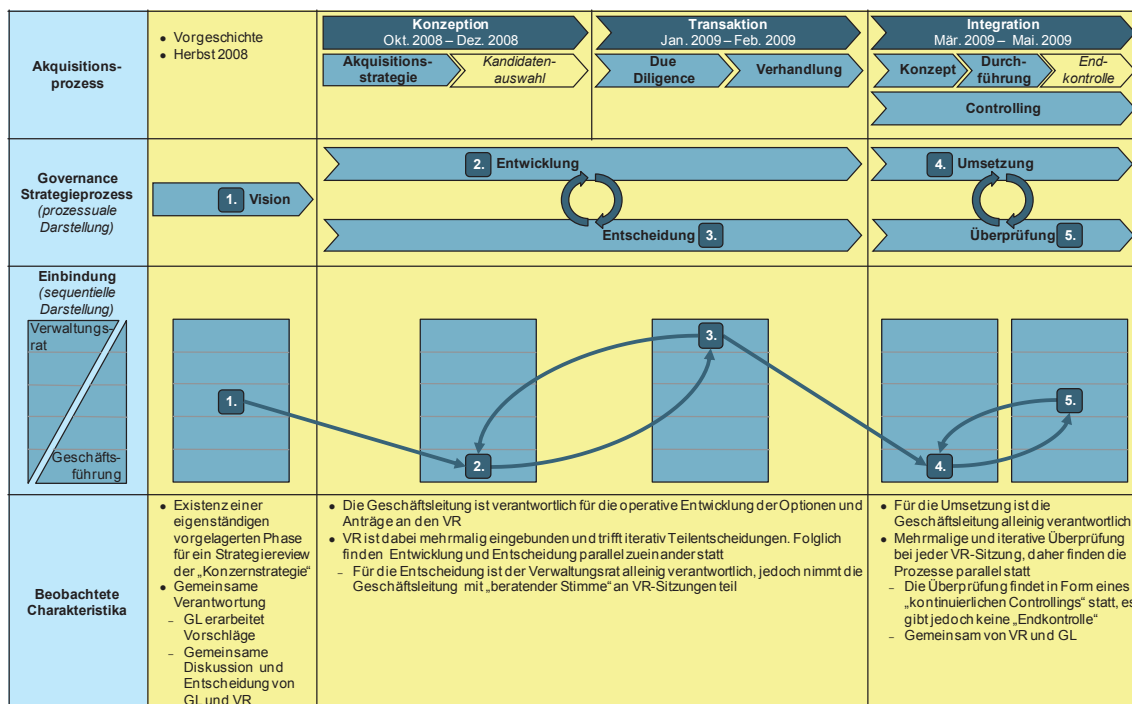 Akquisitions-
prozess
• Vorgeschichte
• Herbst 2008
Konzeption
Okt. 2008 – Dez. 2008
Transaktion
Jan. 2009 – Feb. 2009
Integration
Mär. 2009 – Mai. 2009
Akquisitions-
strategie
Kandidaten-
auswahl
Due
Diligence
Verhandlung
Konzept
Durch-
führung
End-
kontrolle
Controlling
Governance
Strategieprozess
(prozessuale
Darstellung)
1. Vision
2. Entwicklung
Entscheidung 3.
4. Umsetzung
Überprüfung 5.
Einbindung
(sequentielle
Darstellung)
Verwaltungs-
rat
Geschäfts-
führung
1.
2.
3.
4.
5.
Beobachtete
Charakteristika
• Existenz einer
eigenständigen
vorgelagerten Phase
für ein Strategiereview
der „Konzernstrategie“
• Gemeinsame
Verantwortung
– GL erarbeitet
Vorschläge
– Gemeinsame
Diskussion und
Entscheidung von
GL und VR
• Die Geschäftsleitung ist verantwortlich für die operative Entwicklung der Optionen und
Anträge an den VR
• VR ist dabei mehrmalig eingebunden und trifft iterativ Teilentscheidungen. Folglich
finden Entwicklung und Entscheidung parallel zueinander statt
– Für die Entscheidung ist der Verwaltungsrat alleinig verantwortlich, jedoch nimmt die
Geschäftsleitung mit „beratender Stimme“ an VR-Sitzungen teil
• Für die Umsetzung ist die
Geschäftsleitung alleinig verantwortlich
• Mehrmalige und iterative Überprüfung
bei jeder VR-Sitzung, daher finden die
Prozesse parallel statt
– Die Überprüfung findet in Form eines
„kontinuierlichen Controllings“ statt, es
gibt jedoch keine „Endkontrolle“
– Gemeinsam von VR und GL